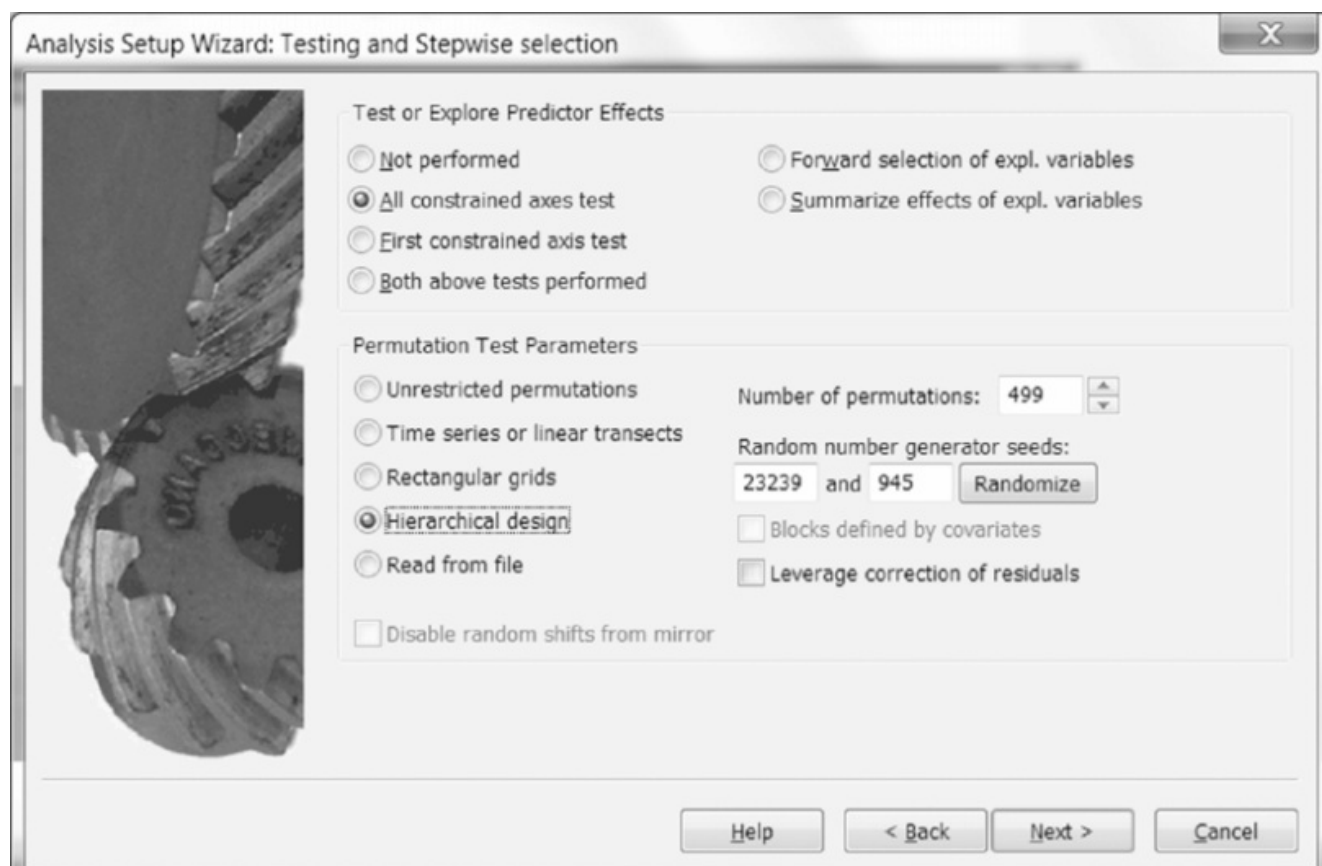 Analysis Setup Wizard: Testing and Stepwise selection
Test or Explore Predictor Effects
Not performed
Forward selection of expl. variables
All constrained axes test
Summarize effects of expl. variables
First constrained axis test
Both above tests performed
Permutation Test Parameters
Unrestricted permutations
Number of permutations: 499
Time series or linear transects
Random number generator seeds:
Rectangular grids
23239 and 945 Randomize
Hierarchical design
Blocks defined by covariates
Read from file
Leverage correction of residuals
Disable random shifts from mirror
Help < Back Next > Cancel